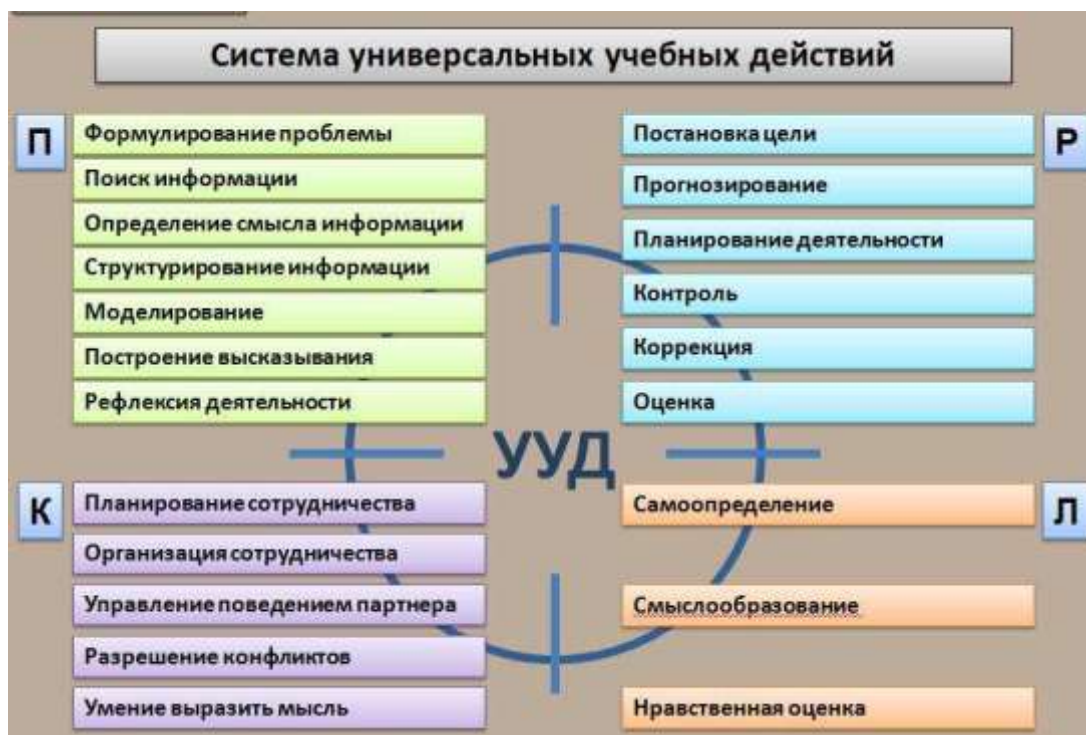 Система универсальных учебных действий
П
Формулирование проблемы
Поиск информации
Определение смысла информации
Структурирование информации
Моделирование
Построение высказывания
Рефлексия деятельности
Р
Постановка цели
Прогнозирование
Планирование деятельности
Контроль
Коррекция
Оценка
УУД
К
Планирование сотрудничества
Организация сотрудничества
Управление поведением партнера
Разрешение конфликтов
Умение выразить мысль
Л
Самоопределение
Смыслообразование
Нравственная оценка